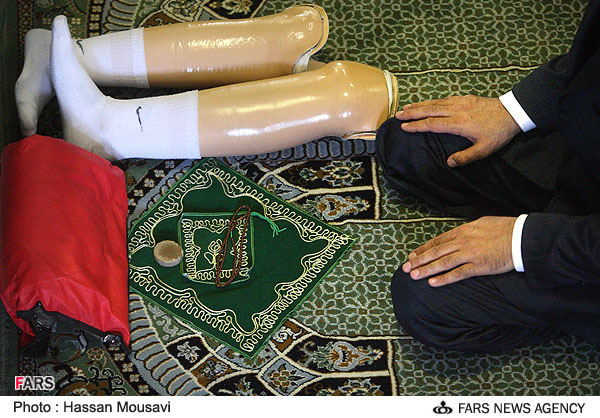 FARS
Photo : Hassan Mousavi
FARS NEWS AGENCY